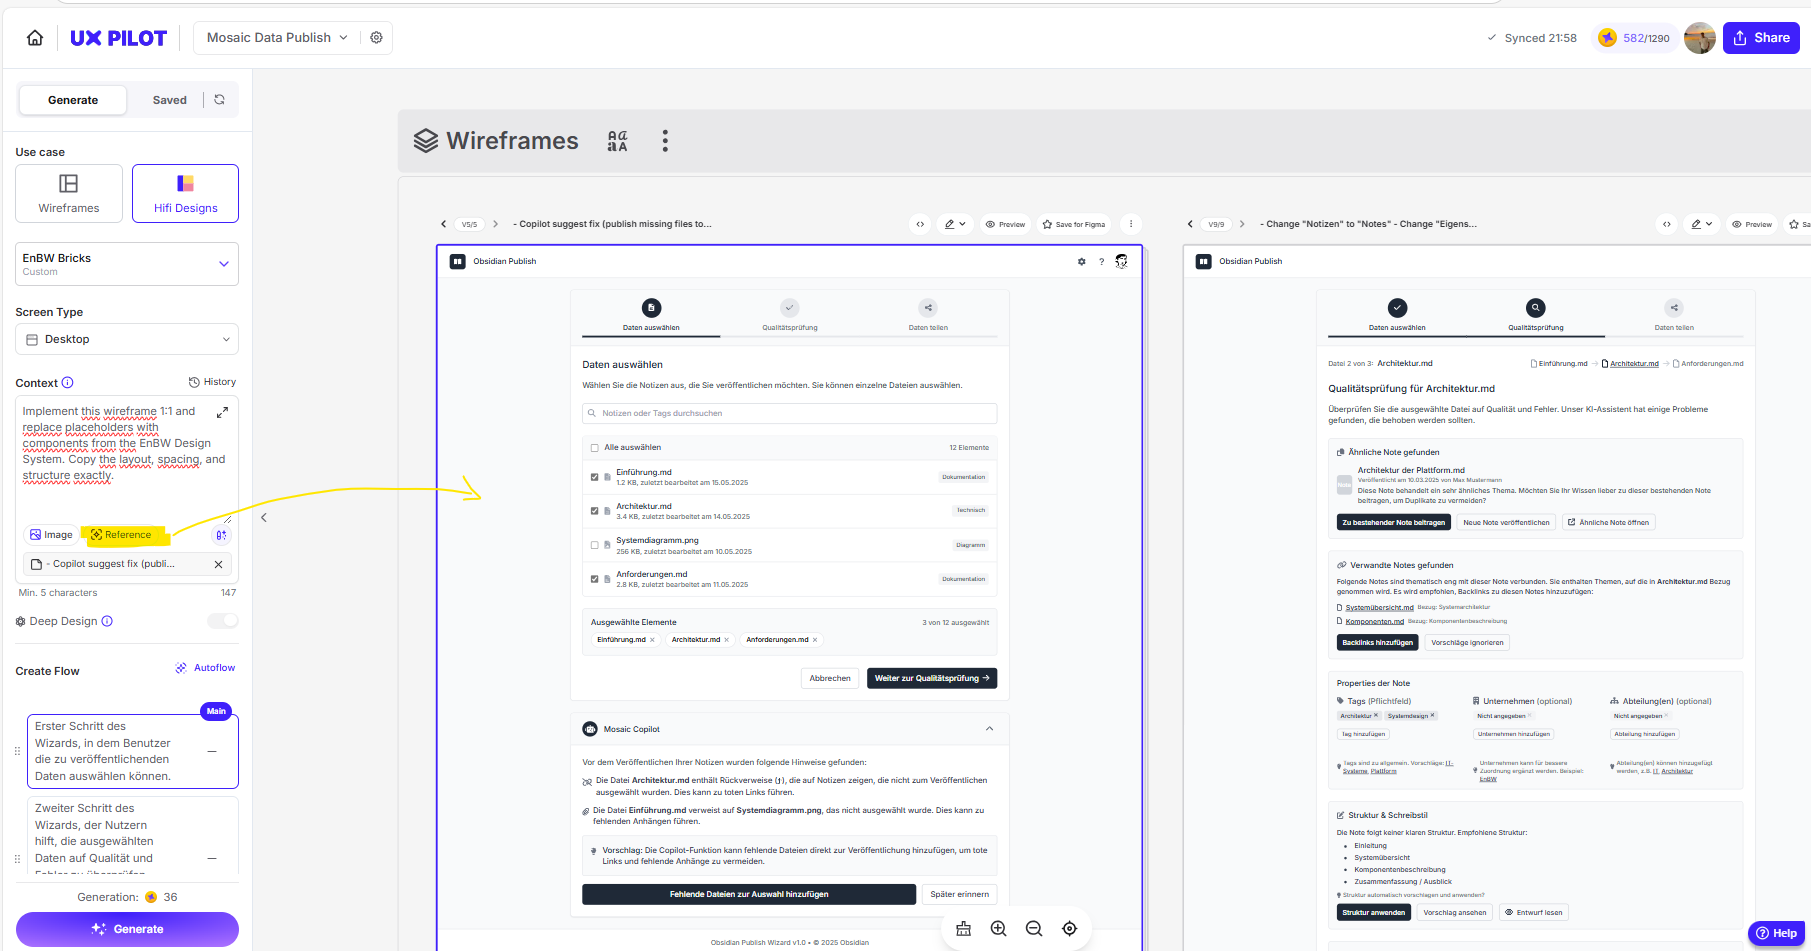 UX PILOT
Mosaic Data Publish
Synced 21:58
582/1290
Share
Generate
Saved
Use case
Wireframes
Hifi Designs
EnBW Bricks
Custom
Screen Type
Desktop
Context
History
Implement this wireframe 1:1 and
replace placeholders with
components from the EnBW Design
System. Copy the layout, spacing, and
structure exactly.
Image
Reference
- Copilot suggest fix (publi...
Min. 5 characters
147
Deep Design
Create Flow
Autoflow
Main
Erster Schritt des
Wizards, in dem Benutzer
die zu veröffentlichenden
Daten auswählen können.
Zweiter Schritt des
Wizards, der Nutzern
hilft, die ausgewählten
Daten auf Qualität und
Fehler zu überprüfen
Generation: 36
Generate
Wireframes
V5/5
- Copilot suggest fix (publish missing files to...
Preview
Save for Figma
Obsidian Publish
?
Daten auswählen
Qualitätsprüfung
Daten teilen
Daten auswählen
Wählen Sie die Notizen aus, die Sie veröffentlichen möchten. Sie können einzelne Dateien auswählen.
Notizen oder Tags durchsuchen
Alle auswählen
12 Elemente
Einführung.md
1.2 KB, zuletzt bearbeitet am 15.05.2025
Dokumentation
Architektur.md
3.4 KB, zuletzt bearbeitet am 14.05.2025
Technisch
Systemdiagramm.png
256 KB, zuletzt bearbeitet am 10.05.2025
Diagramm
Anforderungen.md
2.8 KB, zuletzt bearbeitet am 11.05.2025
Dokumentation
Ausgewählte Elemente
3 von 12 ausgewählt
Einführung.md ×
Architektur.md ×
Anforderungen.md ×
Abbrechen
Weiter zur Qualitätsprüfung →
Mosaic Copilot
Vor dem Veröffentlichen Ihrer Notizen wurden folgende Hinweise gefunden:
Die Datei Architektur.md enthält Rückverweise (), die auf Notizen zeigen, die nicht zum Veröffentlichen
ausgewählt wurden. Dies kann zu toten Links führen.
Die Datei Einführung.md verweist auf Systemdiagramm.png, das nicht ausgewählt wurde. Dies kann zu
fehlenden Anhängen führen.
Vorschlag: Die Copilot-Funktion kann fehlende Dateien direkt zur Veröffentlichung hinzufügen, um tote
Links und fehlende Anhänge zu vermeiden.
Fehlende Dateien zur Auswahl hinzufügen
Später erinnern
Obsidian Publish Wizard v1.0 • © 2025 Obsidian
V9/9
- Change "Notizen" to "Notes" - Change "Eigens...
Preview
Sa
Obsidian Publish
Daten auswählen
Qualitätsprüfung
Daten teilen
Datei 2 von 3: Architektur.md
Einführung.md → Architektur.md → Anforderungen.md
Qualitätsprüfung für Architektur.md
Überprüfen Sie die ausgewählte Datei auf Qualität und Fehler. Unser KI-Assistent hat einige Probleme
gefunden, die behoben werden sollten.
Ähnliche Note gefunden
Note
Architektur der Plattform.md
Veröffentlicht am 10.03.2025 von Max Mustermann
Diese Note behandelt ein sehr ähnliches Thema. Möchten Sie Ihr Wissen lieber zu dieser bestehenden Note
beitragen, um Duplikate zu vermeiden?
Zu bestehender Note beitragen
Neue Note veröffentlichen
Ähnliche Note öffnen
Verwandte Notes gefunden
Folgende Notes sind thematisch eng mit dieser Note verbunden. Sie enthalten Themen, auf die in Architektur.md Bezug
genommen wird. Es wird empfohlen, Backlinks zu diesen Notes hinzuzufügen:
Systemübersicht.md Bezug: Systemarchitektur
Komponenten.md Bezug: Komponentenbeschreibung
Backlinks hinzufügen
Vorschläge ignorieren
Properties der Note
Tags (Pflichtfeld)
Unternehmen (optional)
Abteilung(en) (optional)
Architektur ×
Systemdesign ×
Nicht angegeben ×
Nicht angegeben ×
Tag hinzufügen
Unternehmen hinzufügen
Abteilung hinzufügen
Tags sind zu allgemein. Vorschläge: IT-
Systeme, Plattform
Unternehmen kann für bessere
Zuordnung ergänzt werden. Beispiel:
EnBW
Abteilung(en) können hinzugefügt
werden, z.B. IT, Architektur
Struktur & Schreibstil
Die Note folgt keiner klaren Struktur. Empfohlene Struktur:
• Einleitung
• Systemübersicht
• Komponentenbeschreibung
• Zusammenfassung / Ausblick
Struktur automatisch vorschlagen und anwenden?
Struktur anwenden
Vorschlag ansehen
Entwurf lesen
Help